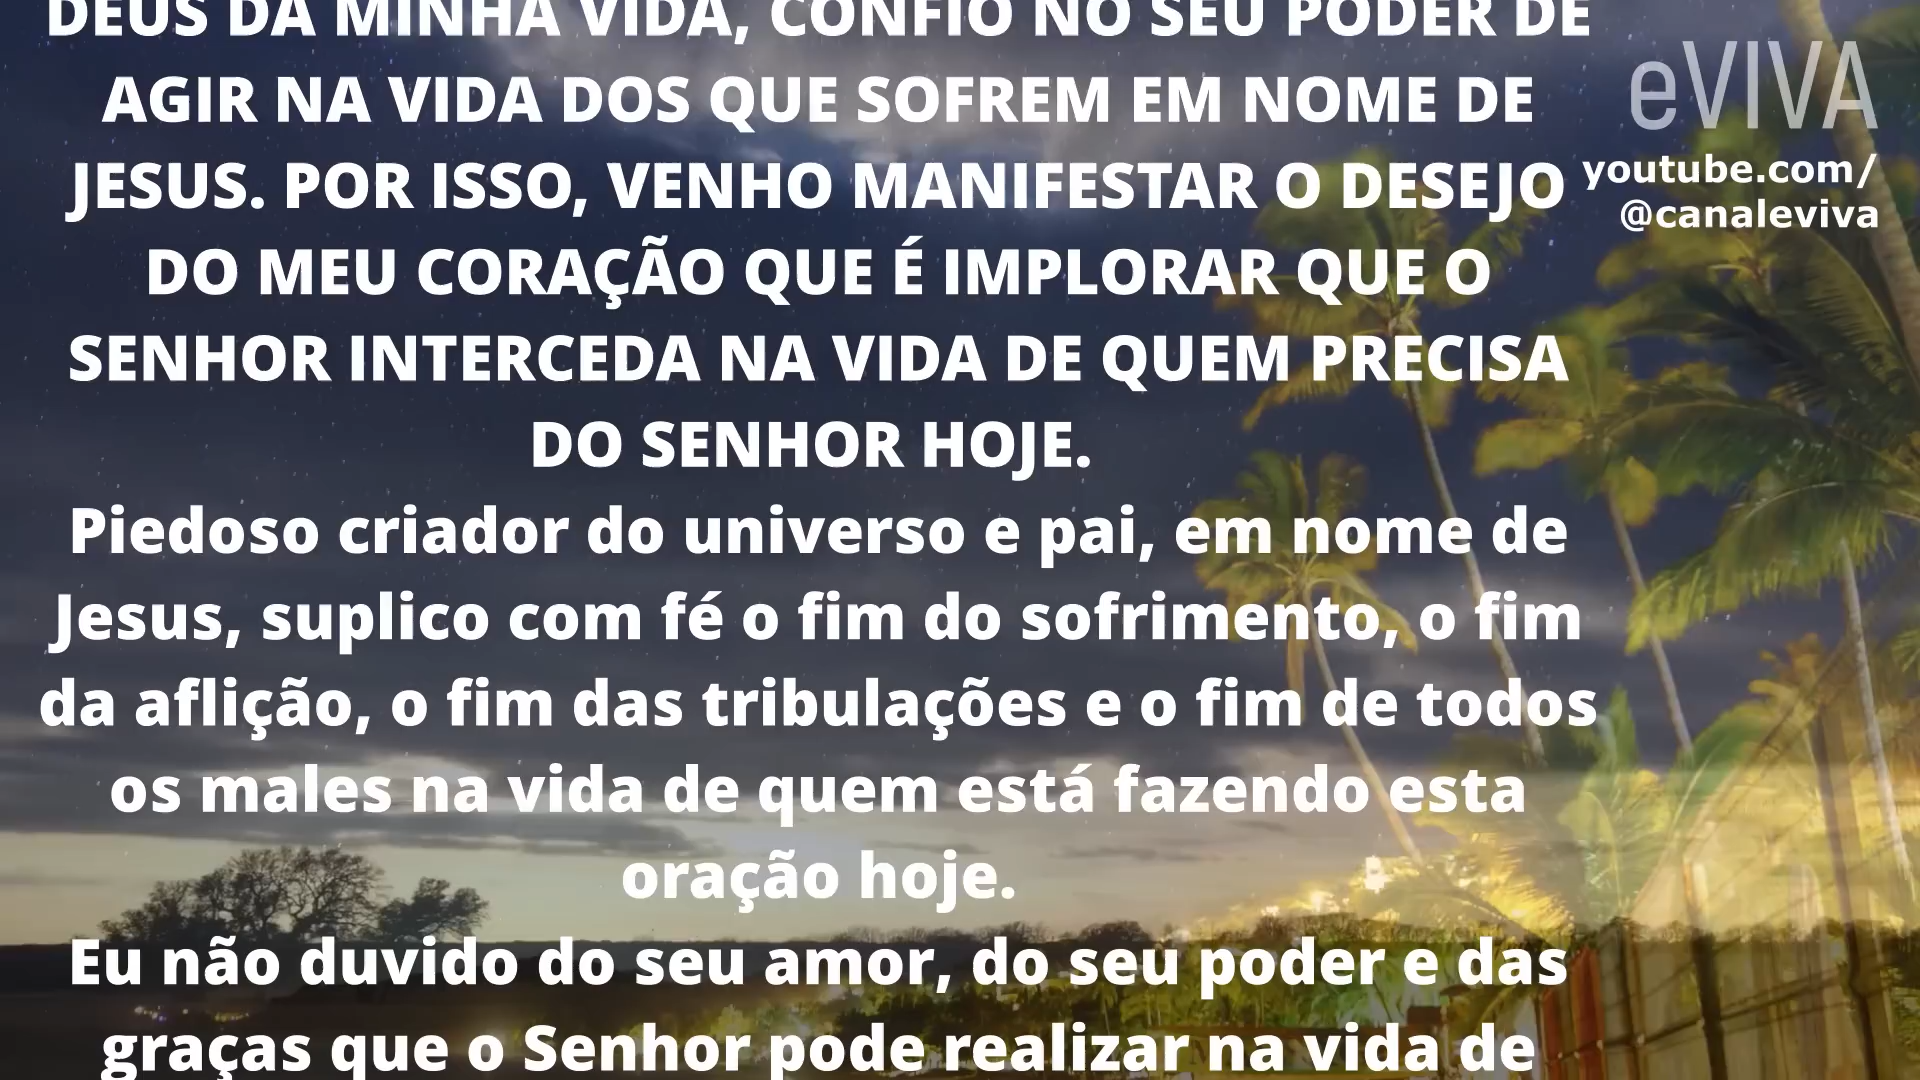 DEUS DA MINHA VIDA, CONFIO NO SEU PODER DE
AGIR NA VIDA DOS QUE SOFREM EM NOME DE
JESUS. POR ISSO, VENHO MANIFESTAR O DESEJO
DO MEU CORAÇÃO QUE É IMPLORAR QUE O
SENHOR INTERCEDA NA VIDA DE QUEM PRECISA
DO SENHOR HOJE.
Piedoso criador do universo e pai, em nome de
Jesus, suplico com fé o fim do sofrimento, o fim
da aflição, o fim das tribulações e o fim de todos
os males na vida de quem está fazendo esta
oração hoje.
Eu não duvido do seu amor, do seu poder e das
graças que o Senhor pode realizar na vida de
eVIVA
youtube.com/
@canaleviva